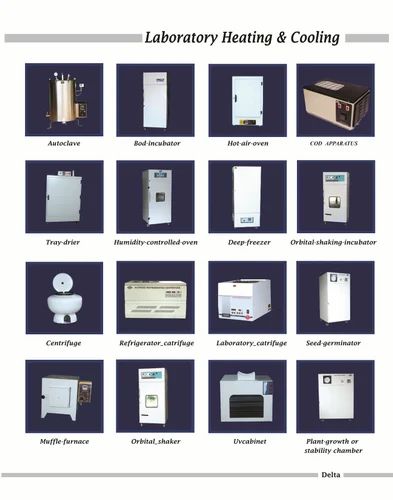 Laboratory Heating & Cooling
Autoclave
Bod-incubator
Hot-air-oven
COD APPARATUS
Tray-drier
Humidity-controlled-oven
Deep-freezer
Orbital-shaking-incubator
Centrifuge
Refrigerator_catrifuge
Laboratory_catrifuge
Seed-germinator
Muffle-furnace
Orbital_shaker
Uvcabinet
Plant-growth or
stability chamber
Delta